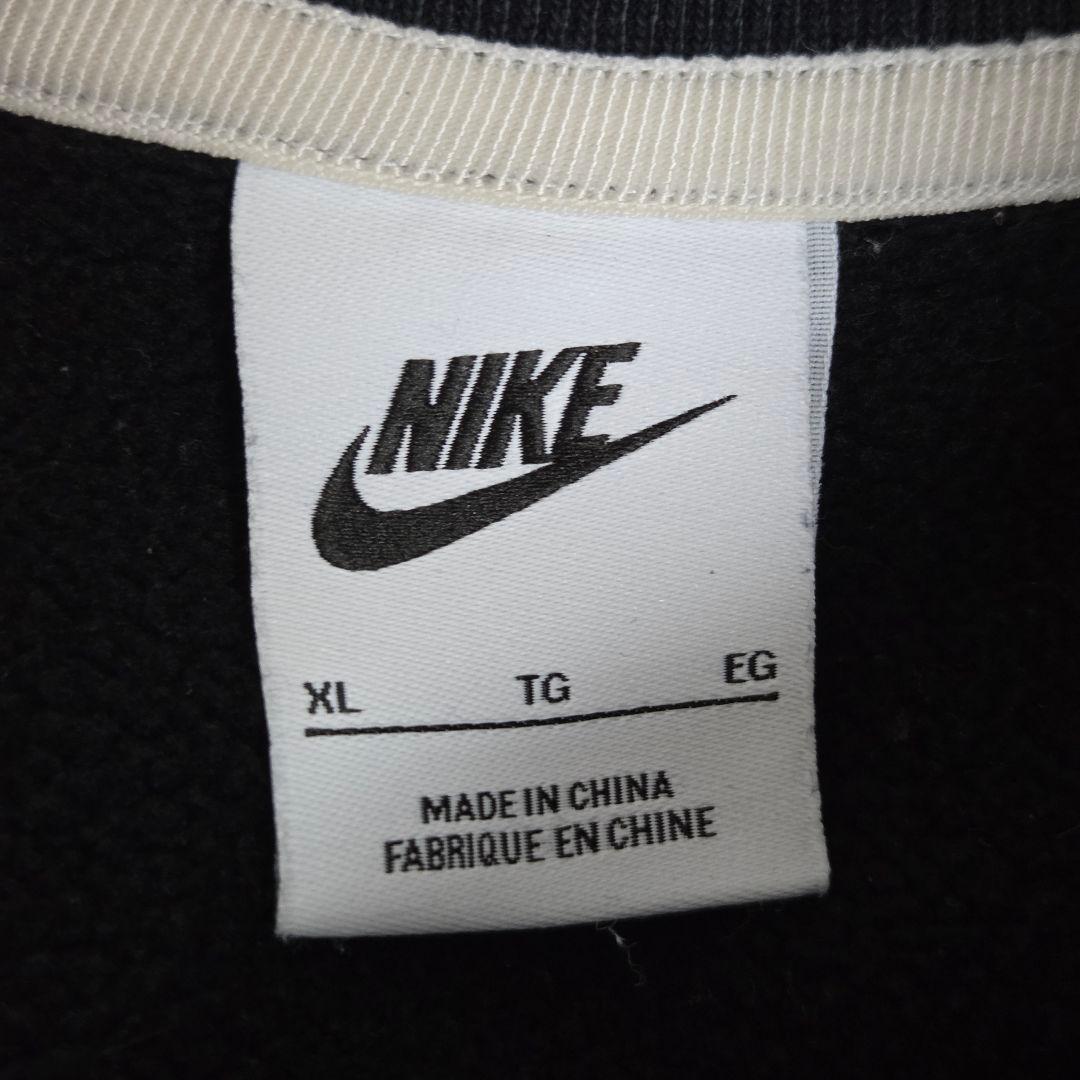 NIKE
XL TG EG
MADE IN CHINA
FABRIQUE EN CHINE